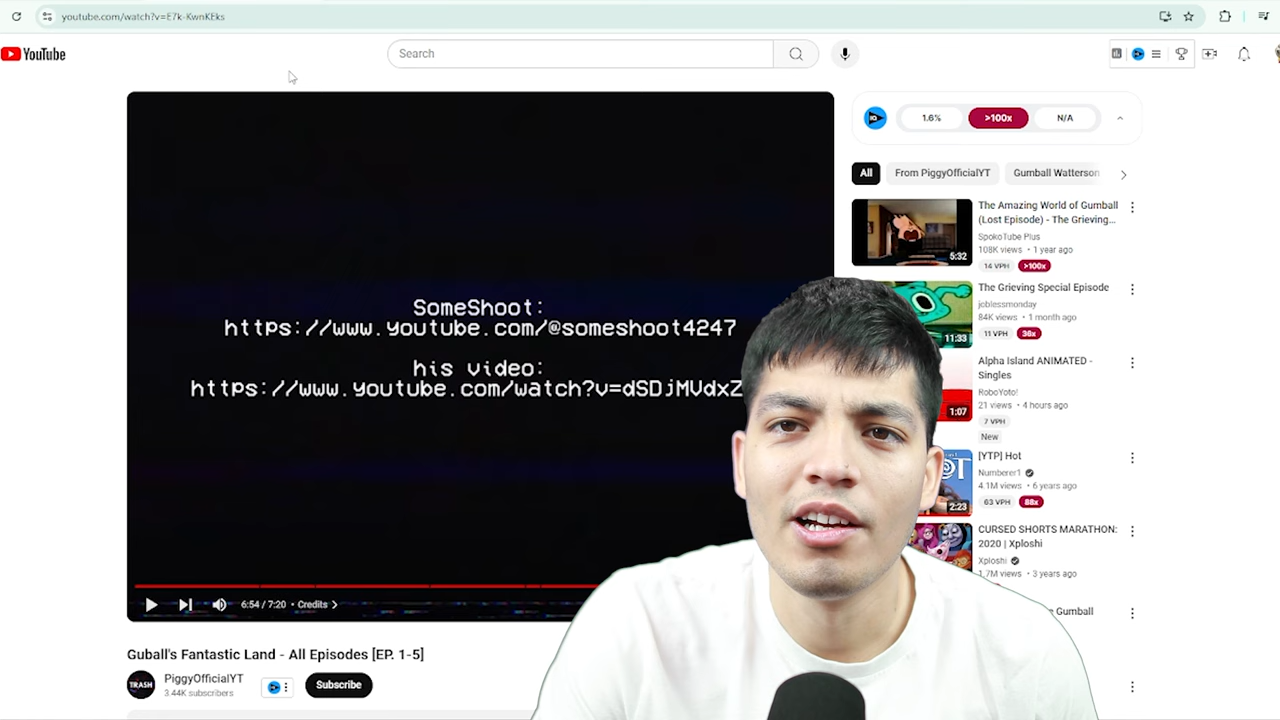 youtube.com/watch?v=E7k-KwnKEks
YouTube
Search
1.6%
>100x
N/A
All
From PiggyOfficialYT
Gumball Watterson
SomeShoot:
https://www.youtube.com/@someshoot4247
his video:
https://www.youtube.com/watch?v=dSDjMVdxZ
6:54 / 7:20 • Credits
Guball's Fantastic Land - All Episodes [EP. 1-5]
TRASH
PiggyOfficialYT
3.44K subscribers
Subscribe
The Amazing World of Gumball
(Lost Episode) - The Grieving...
SpokoTube Plus
108K views • 1 year ago
14 VPH
>100x
5:32
The Grieving Special Episode
joblessmonday
84K views • 1 month ago
11 VPH
36x
11:33
Alpha Island ANIMATED -
Singles
RoboYoto!
21 views • 4 hours ago
7 VPH
New
1:07
[YTP] Hot
Numberer1
4.1M views • 6 years ago
63 VPH
88x
2:23
CURSED SHORTS MARATHON:
2020 | Xploshi
Xploshi
1.7M views • 3 years ago
Gumball